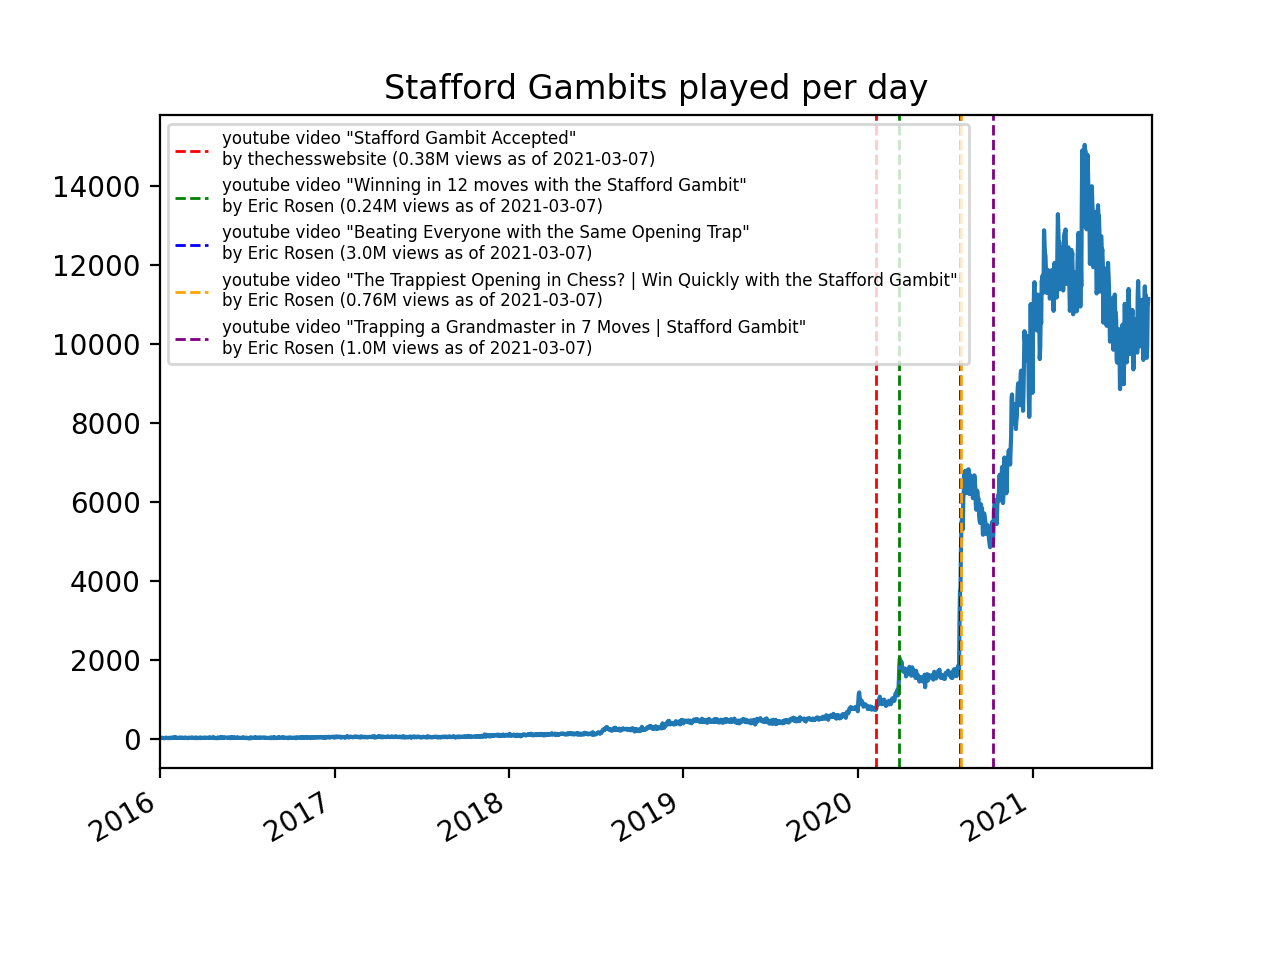 Stafford Gambits played per day
youtube video "Stafford Gambit Accepted"
by thechesswebsite (0.38M views as of 2021-03-07)
youtube video "Winning in 12 moves with the Stafford Gambit"
by Eric Rosen (0.24M views as of 2021-03-07)
youtube video "Beating Everyone with the Same Opening Trap"
by Eric Rosen (3.0M views as of 2021-03-07)
youtube video "The Trappiest Opening in Chess? | Win Quickly with the Stafford Gambit"
by Eric Rosen (0.76M views as of 2021-03-07)
youtube video "Trapping a Grandmaster in 7 Moves | Stafford Gambit"
by Eric Rosen (1.0M views as of 2021-03-07)
14000
12000
10000
8000
6000
4000
2000
0
2016
2017
2018
2019
2020
2021